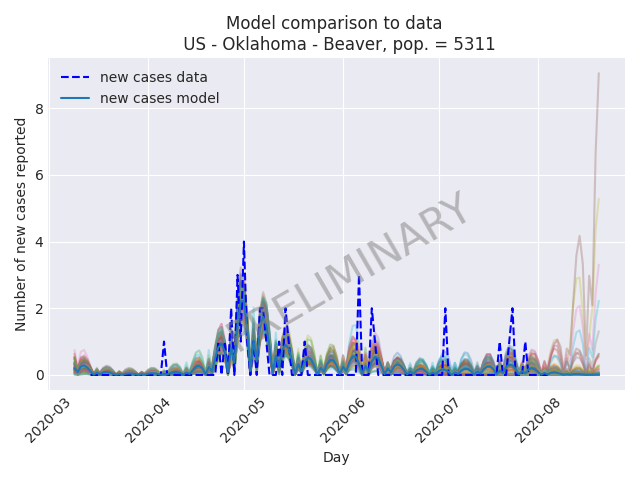 Model comparison to data
US - Oklahoma - Beaver, pop. = 5311
new cases data
new cases model
PRELIMINARY
Number of new cases reported
8
6
4
2
0
2020-03
2020-04
2020-05
2020-06
2020-07
2020-08
Day